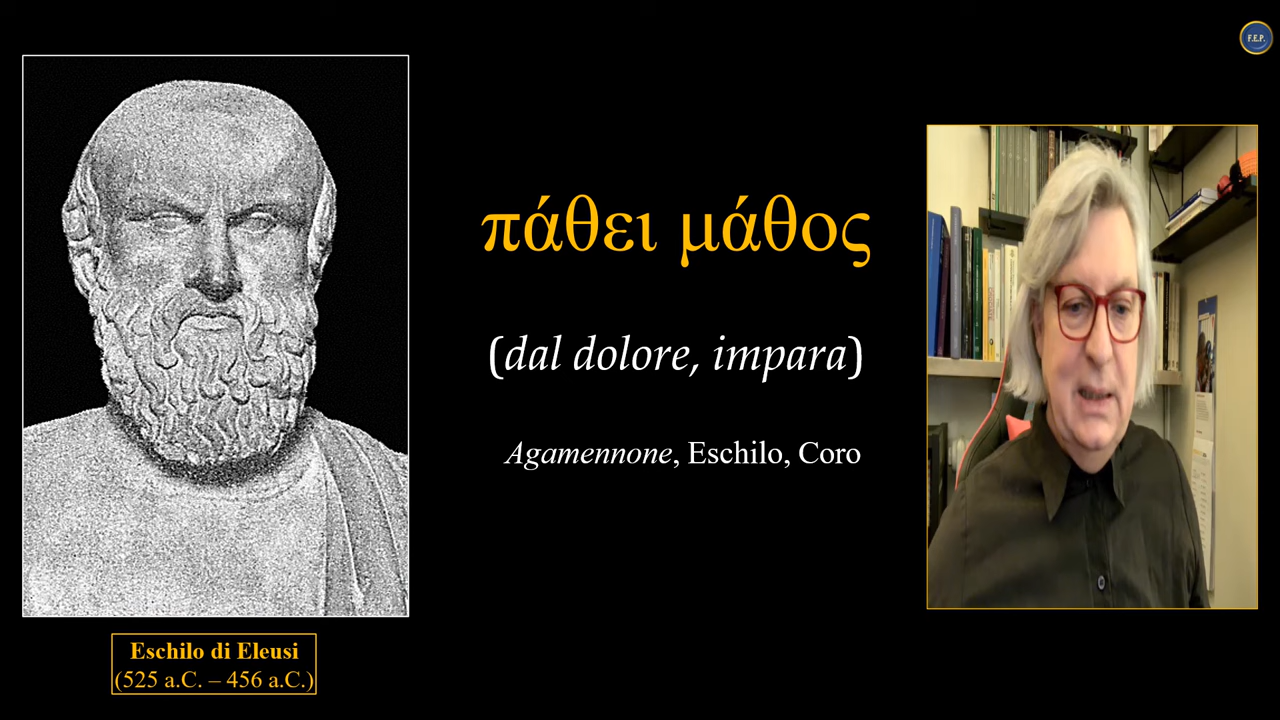 F.E.P.
πάθει μάθος
(dal dolore, impara)
Agamennone, Eschilo, Coro
Eschilo di Eleusi
(525 a.C. – 456 a.C.)